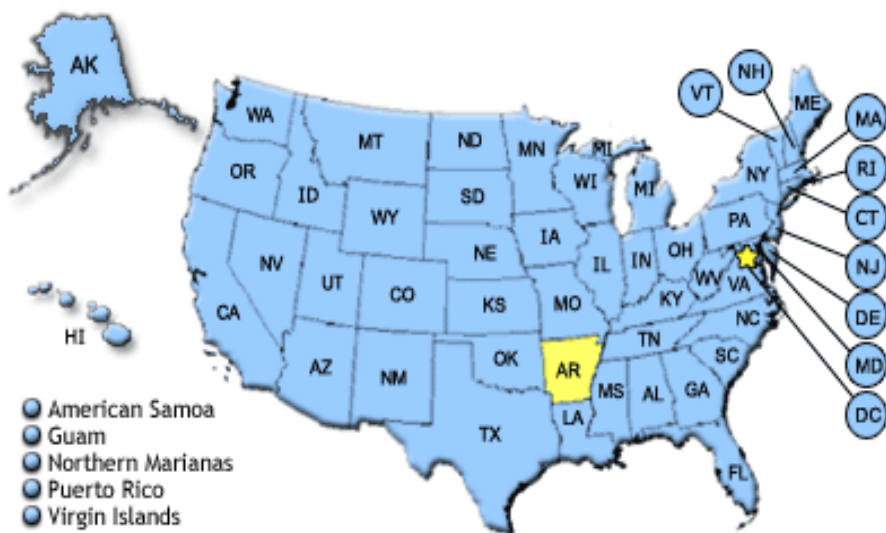 AK
NH
VT
ME
MA
WA
MT
ND
MN
MI
RI
OR
ID
SD
WI
MI
NY
CT
WY
IA
PA
NJ
NV
NE
IL
IN
OH
UT
CO
WV
VA
DE
CA
KS
MO
KY
NC
HI
TN
AZ
NM
OK
AR
SC
MD
MS
AL
GA
DC
TX
LA
FL
American Samoa
Guam
Northern Marianas
Puerto Rico
Virgin Islands